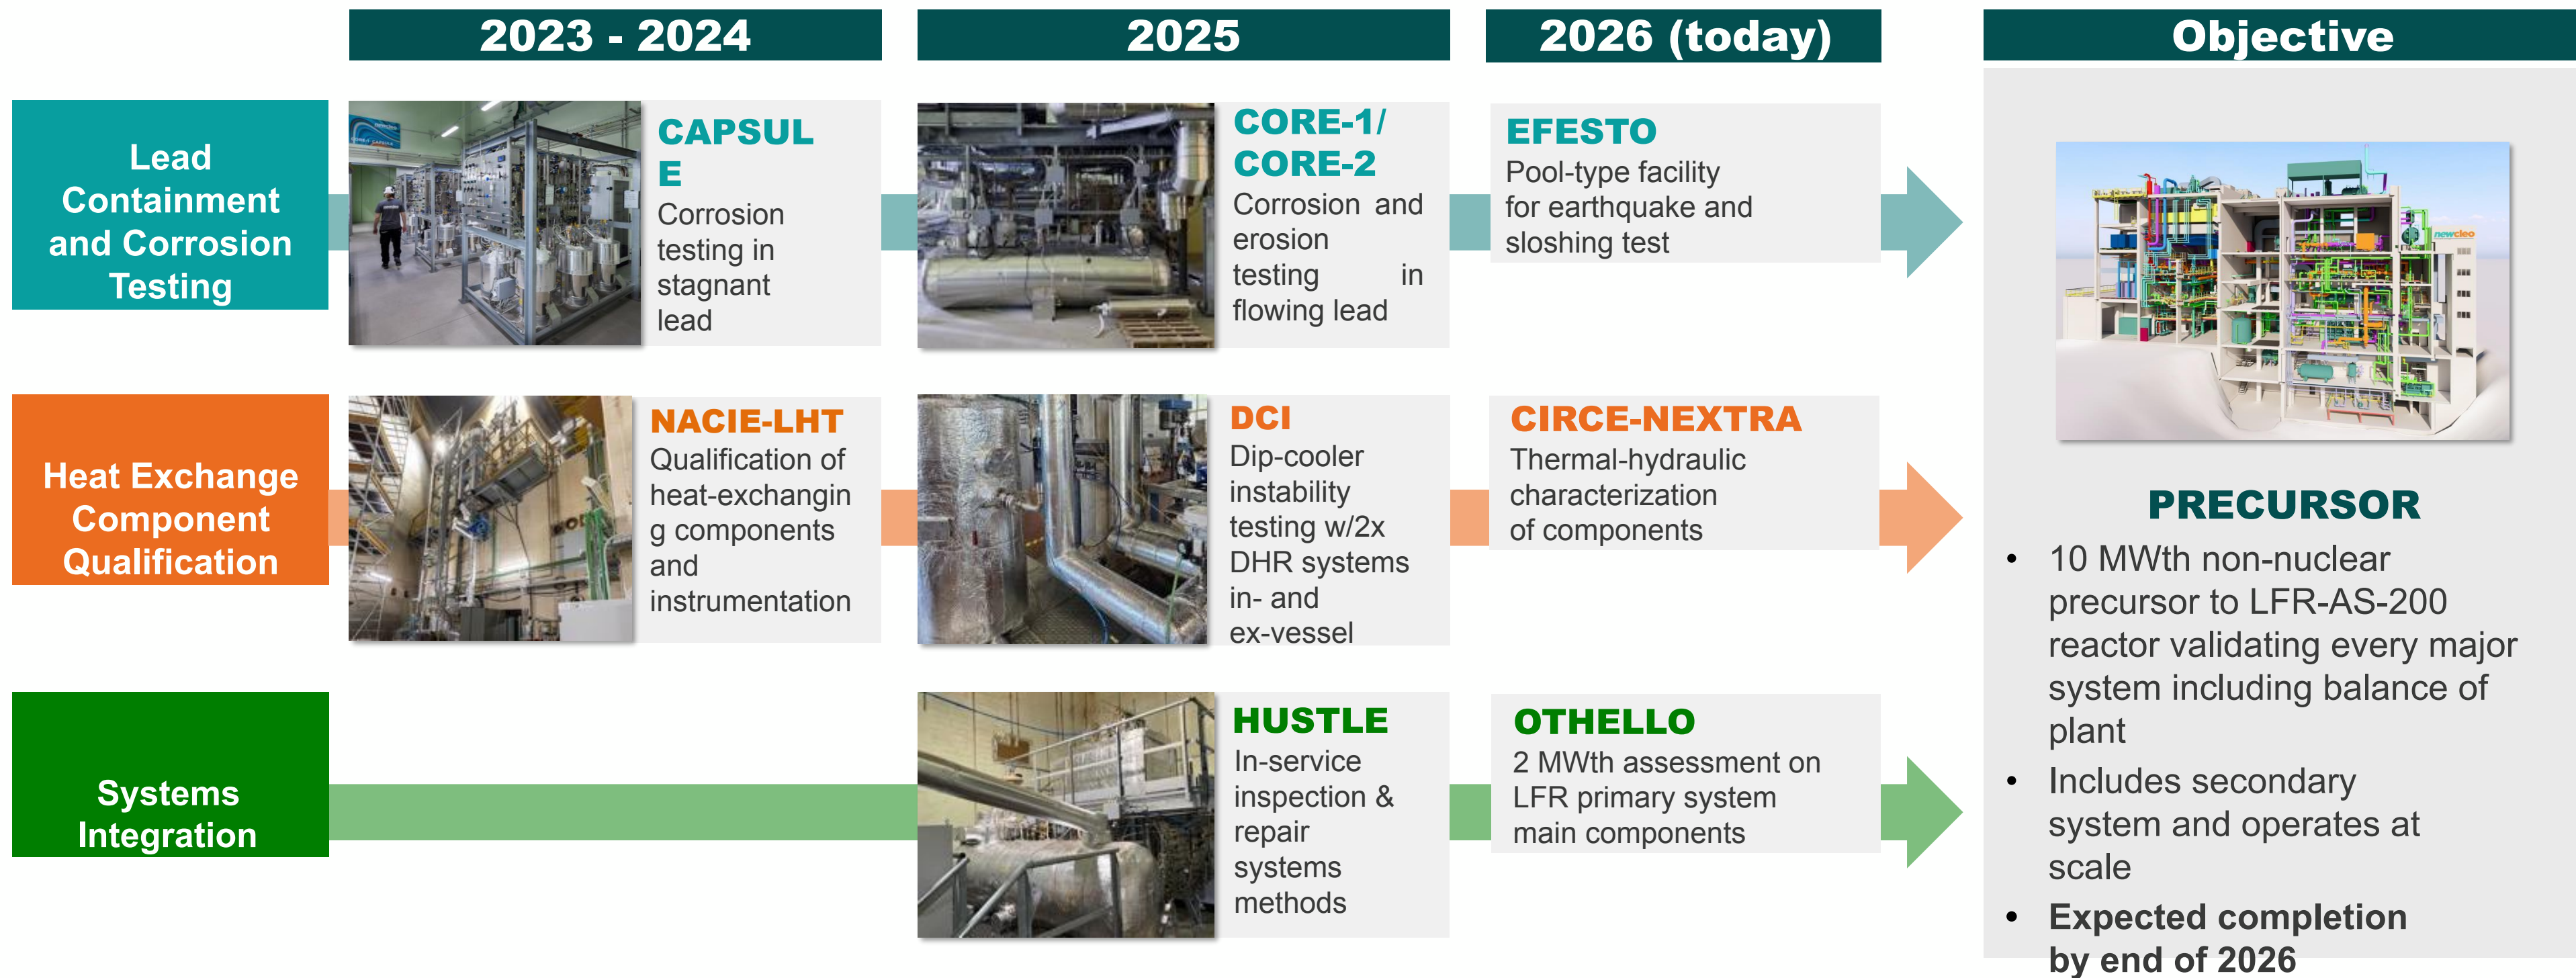 2023 - 2024
2025
2026 (today)
Objective
Lead
Containment
and Corrosion
Testing
CAPSUL
E
Corrosion
testing in
stagnant
lead
CORE-1/
CORE-2
Corrosion and
erosion
testing in
flowing lead
EFESTO
Pool-type facility
for earthquake and
sloshing test
newcleo
Heat Exchange
Component
Qualification
NACIE-LHT
Qualification of
heat-exchangin
g components
and
instrumentation
DCI
Dip-cooler
instability
testing w/2x
DHR systems
in- and
ex-vessel
CIRCE-NEXTRA
Thermal-hydraulic
characterization
of components
Systems
Integration
HUSTLE
In-service
inspection &
repair
systems
methods
OTHELLO
2 MWth assessment on
LFR primary system
main components
PRECURSOR
• 10 MWth non-nuclear
precursor to LFR-AS-200
reactor validating every major
system including balance of
plant
• Includes secondary
system and operates at
scale
• Expected completion
by end of 2026